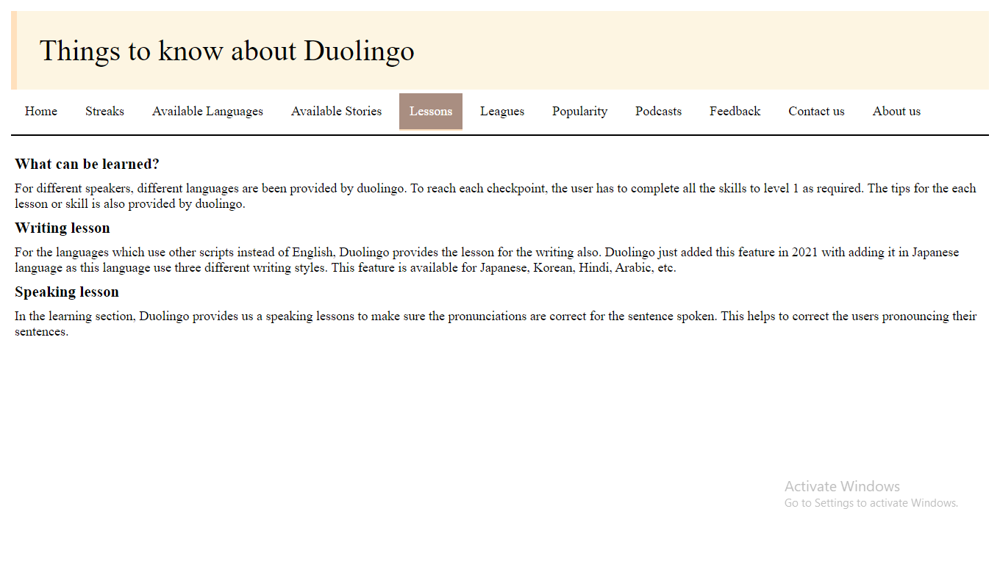 Things to know about Duolingo
Home Streaks Available Languages Available Stories Lessons Leagues Popularity Podcasts Feedback Contact us About us
What can be learned?
For different speakers, different languages are been provided by duolingo. To reach each checkpoint, the user has to complete all the skills to level 1 as required. The tips for the each
lesson or skill is also provided by duolingo.
Writing lesson
For the languages which use other scripts instead of English, Duolingo provides the lesson for the writing also. Duolingo just added this feature in 2021 with adding it in Japanese
language as this language use three different writing styles. This feature is available for Japanese, Korean, Hindi, Arabic, etc.
Speaking lesson
In the learning section, Duolingo provides us a speaking lessons to make sure the pronunciations are correct for the sentence spoken. This helps to correct the users pronouncing their
sentences.
Activate Windows
Go to Settings to activate Windows.